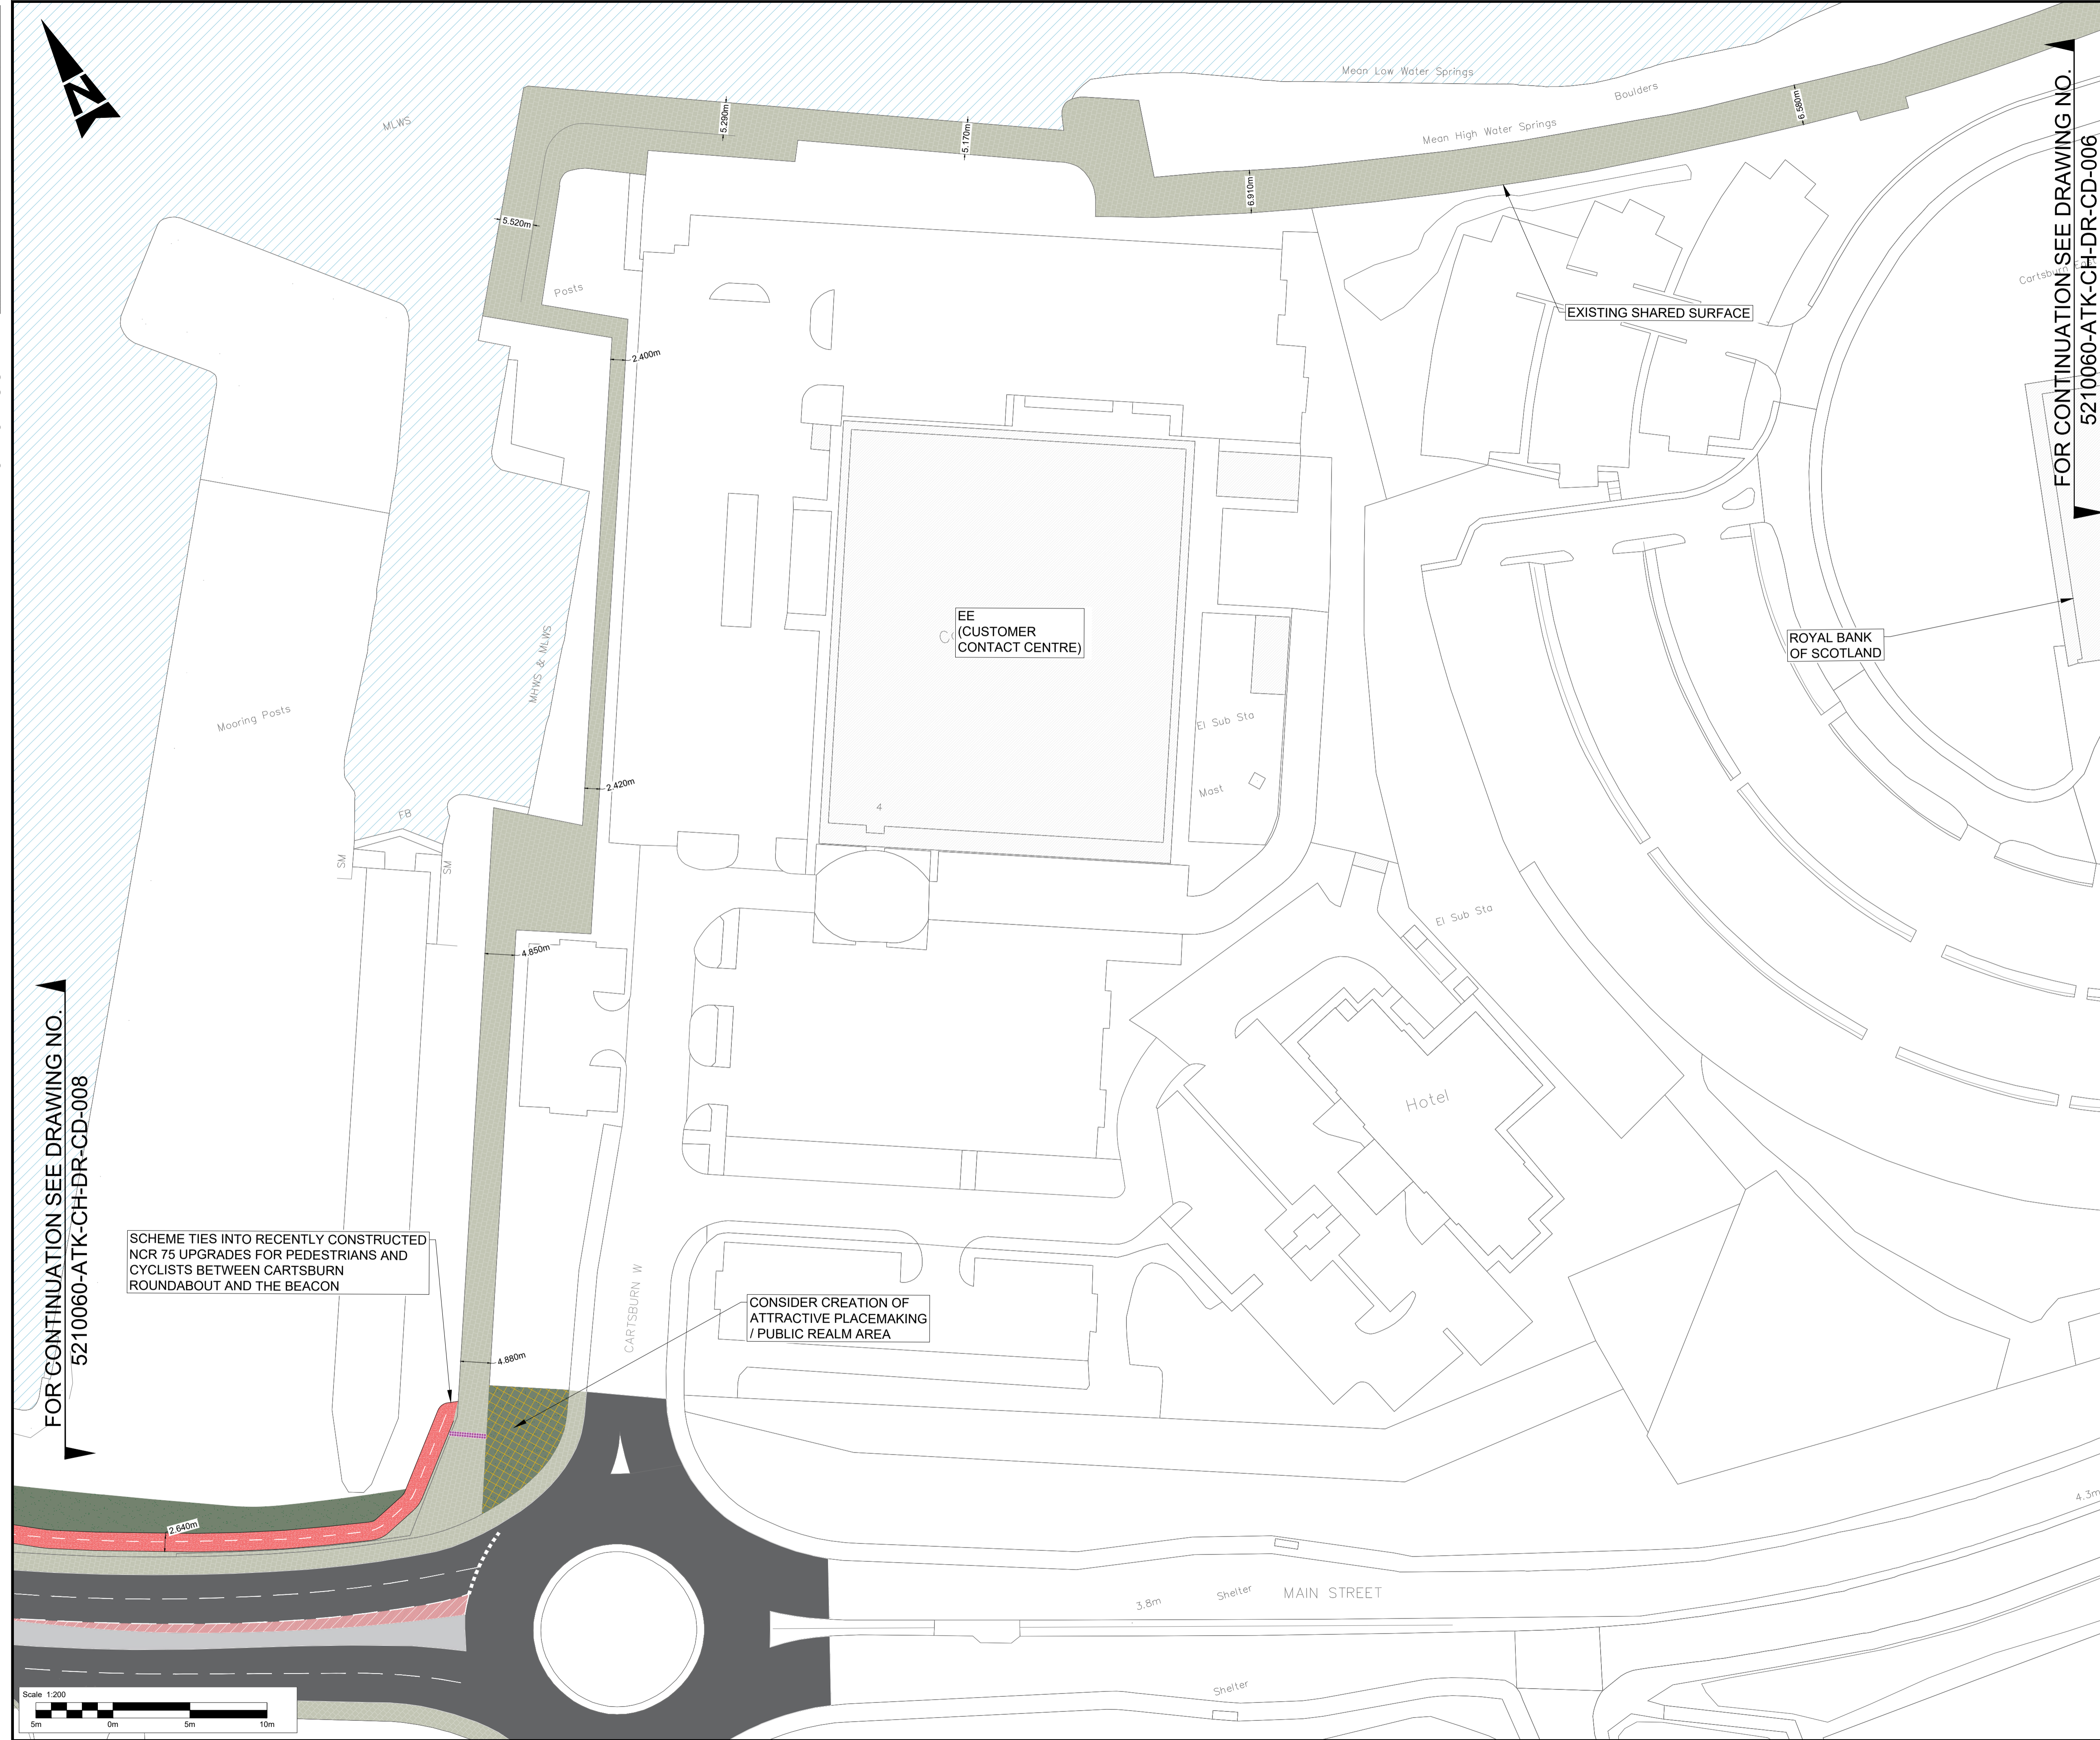 N
MLWS
5.290m
5.170m
Mean Low Water Springs
Boulders
Mean High Water Springs
6.580m
6.910m
5.520m
Posts
EXISTING SHARED SURFACE
FOR CONTINUATION SEE DRAWING NO.
5210060-ATK-CH-DR-CD-006
2.400m
EE
(CUSTOMER
CONTACT CENTRE)
ROYAL BANK
OF SCOTLAND
MHWS & MLWS
Mooring Posts
El Sub Sta
Mast
2.420m
4
FB
SM
SM
El Sub Sta
4.850m
Hotel
FOR CONTINUATION SEE DRAWING NO.
5210060-ATK-CH-DR-CD-008
SCHEME TIES INTO RECENTLY CONSTRUCTED
NCR 75 UPGRADES FOR PEDESTRIANS AND
CYCLISTS BETWEEN CARTSBURN
ROUNDABOUT AND THE BEACON
CARTSBURN W
CONSIDER CREATION OF
ATTRACTIVE PLACEMAKING
/ PUBLIC REALM AREA
4.880m
4.3m
2.640m
3.8m
Shelter
MAIN STREET
Shelter
Scale 1:200
5m 0m 5m 10m